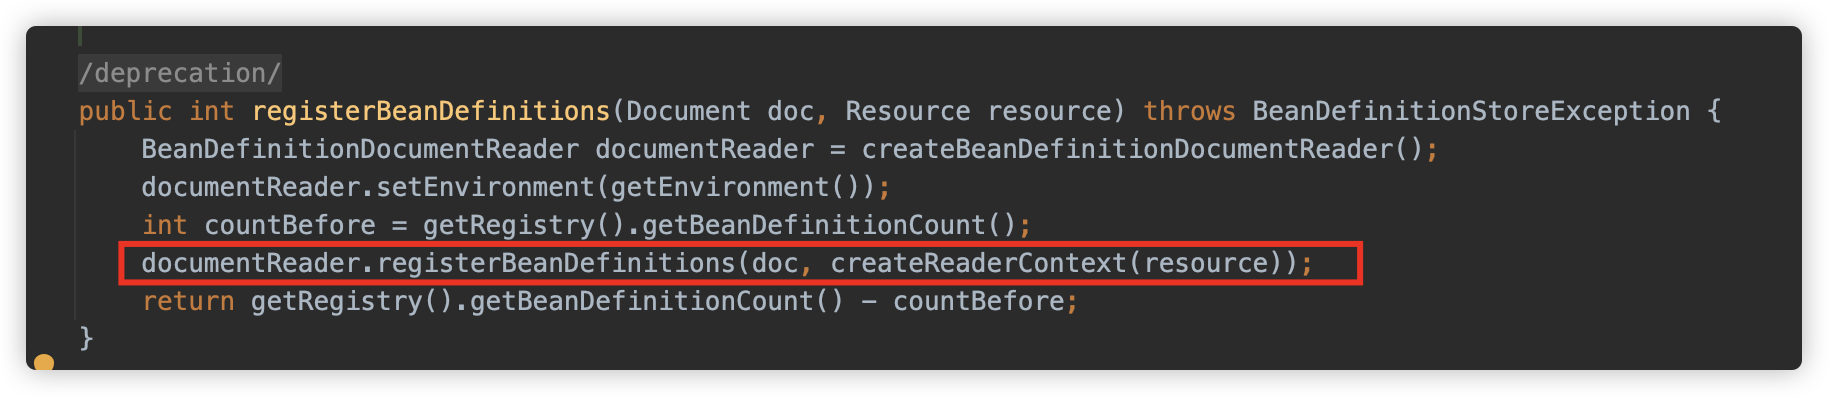 /deprecation/
public int registerBeanDefinitions(Document doc, Resource resource) throws BeanDefinitionStoreException {
    BeanDefinitionDocumentReader documentReader = createBeanDefinitionDocumentReader();
    documentReader.setEnvironment(getEnvironment());
    int countBefore = getRegistry().getBeanDefinitionCount();
    documentReader.registerBeanDefinitions(doc, createReaderContext(resource));
    return getRegistry().getBeanDefinitionCount() - countBefore;
}